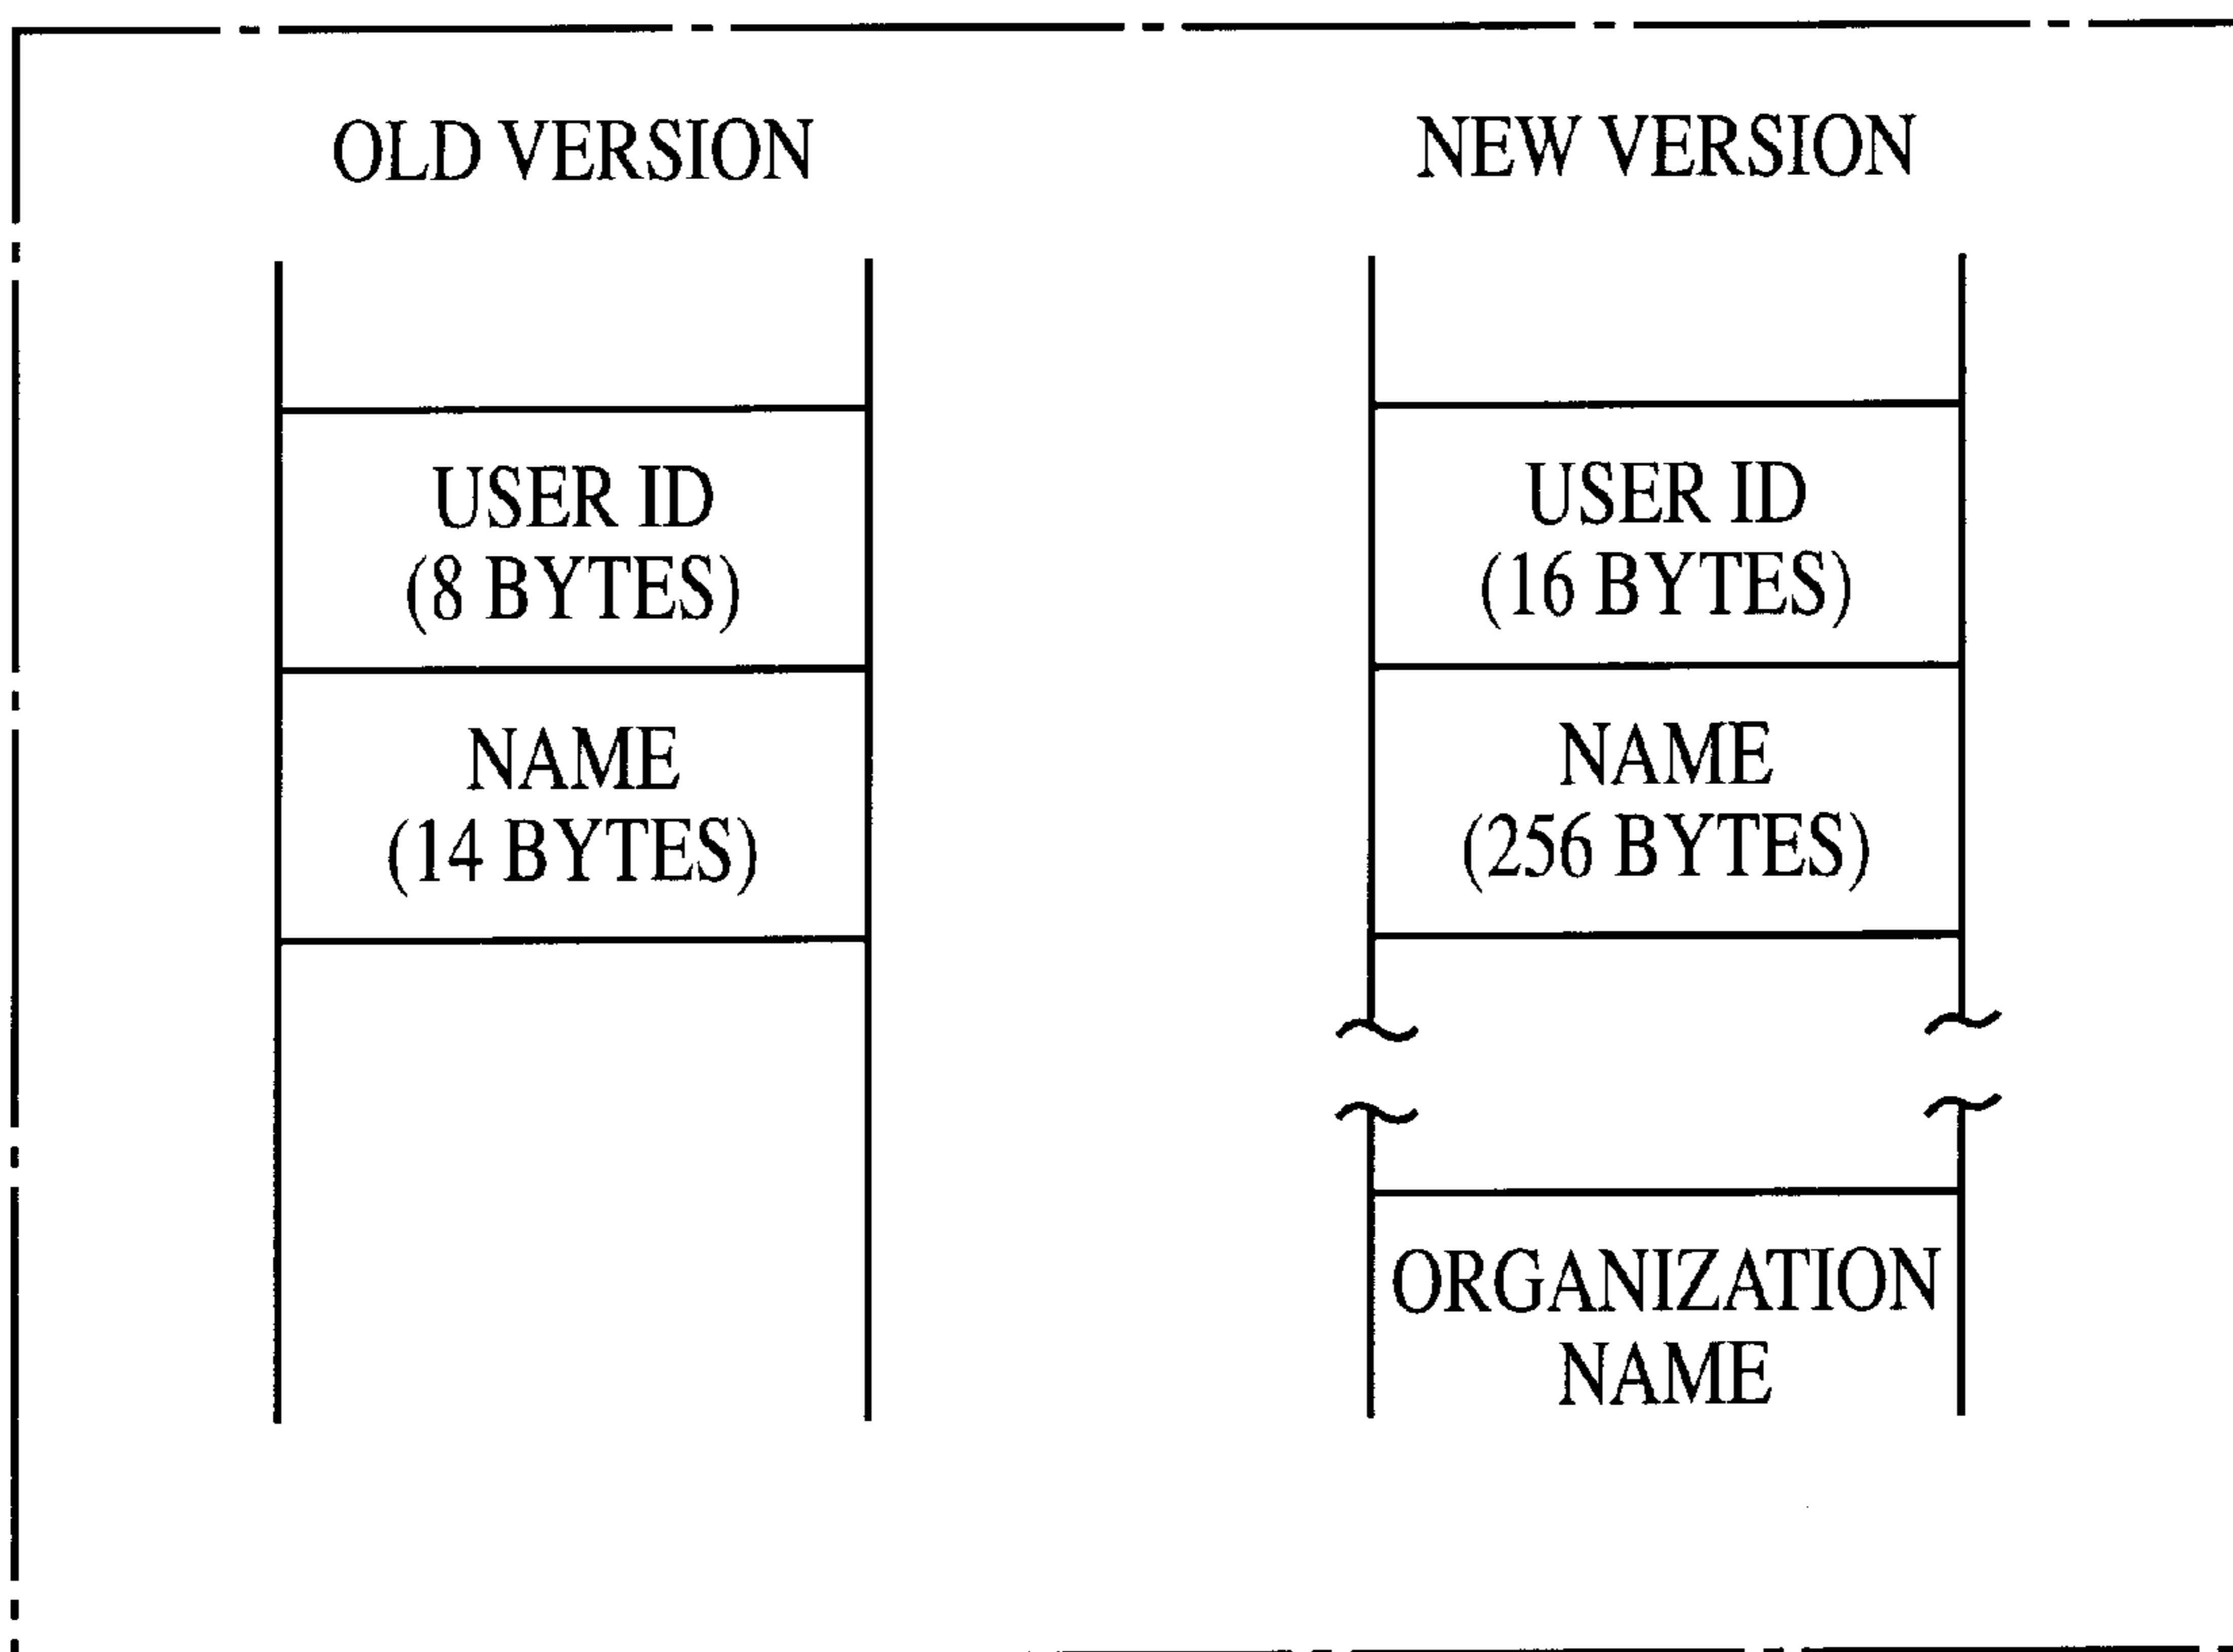 OLD VERSION
USER ID
(8 BYTES)
NAME
(14 BYTES)
NEW VERSION
USER ID
(16 BYTES)
NAME
(256 BYTES)
ORGANIZATION
NAME